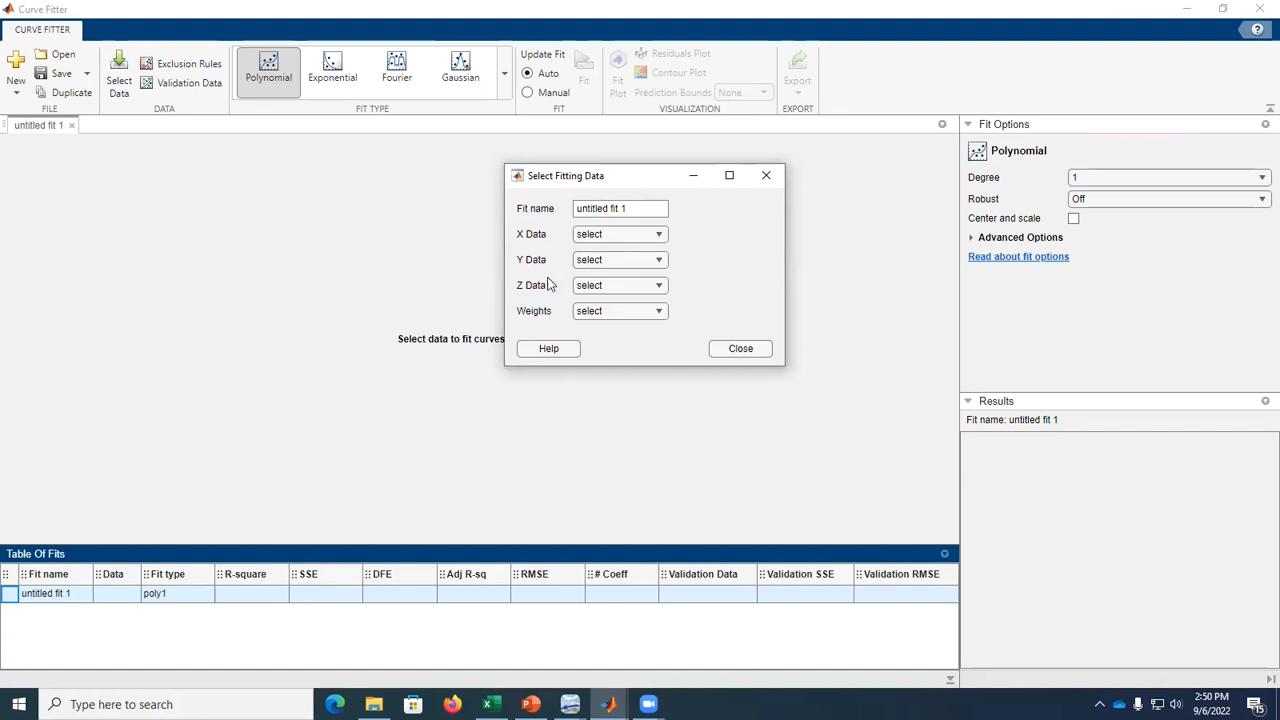 Curve Fitter
CURVE FITTER
New
Open
Save
Duplicate
FILE
Select Data
Exclusion Rules
Validation Data
DATA
Polynomial
Exponential
Fourier
Gaussian
FIT TYPE
Update Fit
Auto
Manual
Fit
FIT
Fit Plot
Residuals Plot
Contour Plot
Prediction Bounds None
VISUALIZATION
Export
EXPORT
untitled fit 1
Select data to fit curves
Select Fitting Data
Fit name untitled fit 1
X Data select
Y Data select
Z Data select
Weights select
Help Close
Fit Options
Polynomial
Degree 1
Robust Off
Center and scale
Advanced Options
Read about fit options
Results
Fit name: untitled fit 1
Table Of Fits
Fit name Data Fit type R-square SSE DFE Adj R-sq RMSE # Coeff Validation Data Validation SSE Validation RMSE
untitled fit 1 poly1
Type here to search
2:50 PM
9/6/2022
15